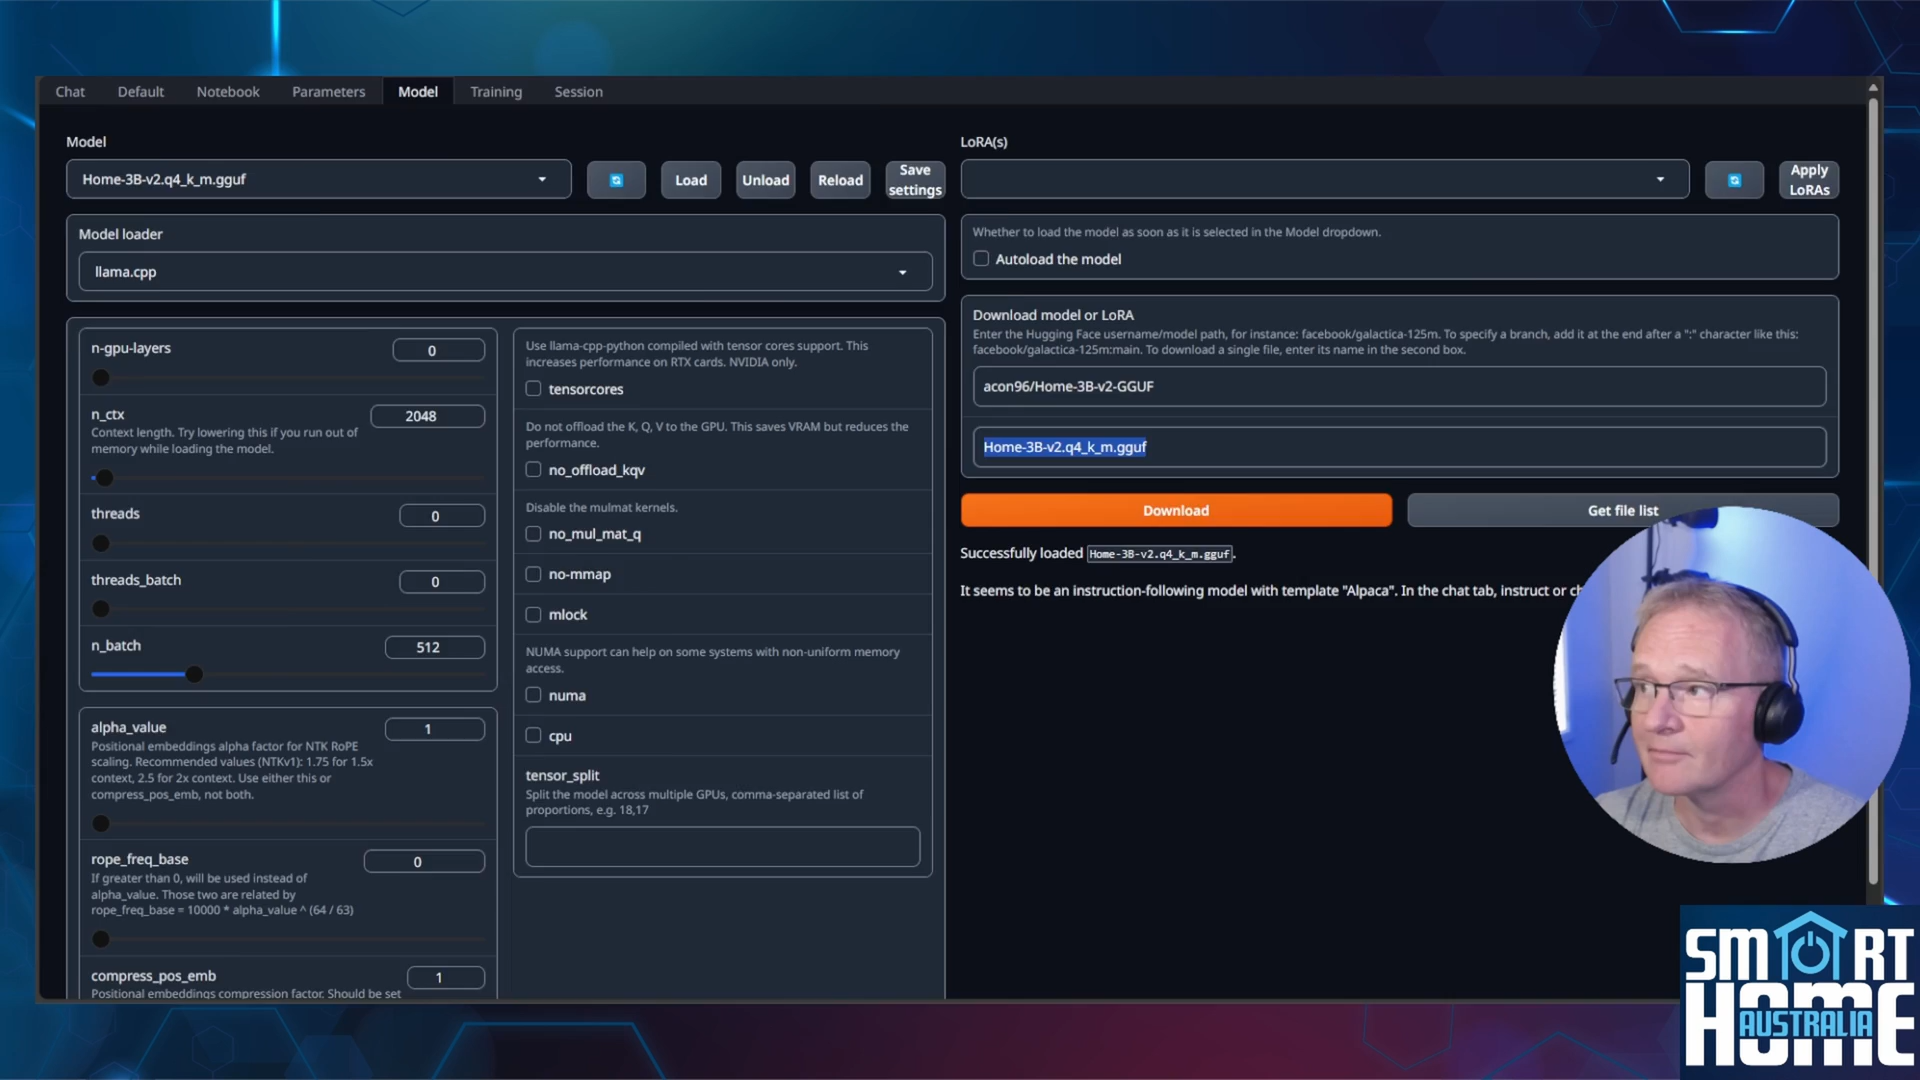 Chat
Default
Notebook
Parameters
Model
Training
Session
Model
Home-3B-v2.q4_k_m.gguf
Load
Unload
Reload
Save
settings
Model loader
llama.cpp
n-gpu-layers
0
n_ctx
2048
Context length. Try lowering this if you run out of
memory while loading the model.
threads
0
threads_batch
0
n_batch
512
alpha_value
1
Positional embeddings alpha factor for NTK RoPE
scaling. Recommended values (NTKv1): 1.75 for 1.5x
context, 2.5 for 2x context. Use either this or
compress_pos_emb, not both.
rope_freq_base
0
If greater than 0, will be used instead of
alpha_value. Those two are related by
rope_freq_base = 10000 * alpha_value ^ (64 / 63)
compress_pos_emb
1
Positional embeddings compression factor. Should be set
Use llama-cpp-python compiled with tensor cores support. This
increases performance on RTX cards. NVIDIA only.
tensorcores
Do not offload the K, Q, V to the GPU. This saves VRAM but reduces the
performance.
no_offload_kqv
Disable the mulmat kernels.
no_mul_mat_q
no-mmap
mlock
NUMA support can help on some systems with non-uniform memory
access.
numa
cpu
tensor_split
Split the model across multiple GPUs, comma-separated list of
proportions, e.g. 18,17
LoRA(s)
Apply
LoRAs
Whether to load the model as soon as it is selected in the Model dropdown.
Autoload the model
Download model or LoRA
Enter the Hugging Face username/model path, for instance: facebook/galactica-125m. To specify a branch, add it at the end after a ":" character like this:
facebook/galactica-125m:main. To download a single file, enter its name in the second box.
acon96/Home-3B-v2-GGUF
Home-3B-v2.q4_k_m.gguf
Download
Get file list
Successfully loaded Home-3B-v2.q4_k_m.gguf.
It seems to be an instruction-following model with template "Alpaca". In the chat tab, instruct or
SMART
HOME
AUSTRALIA